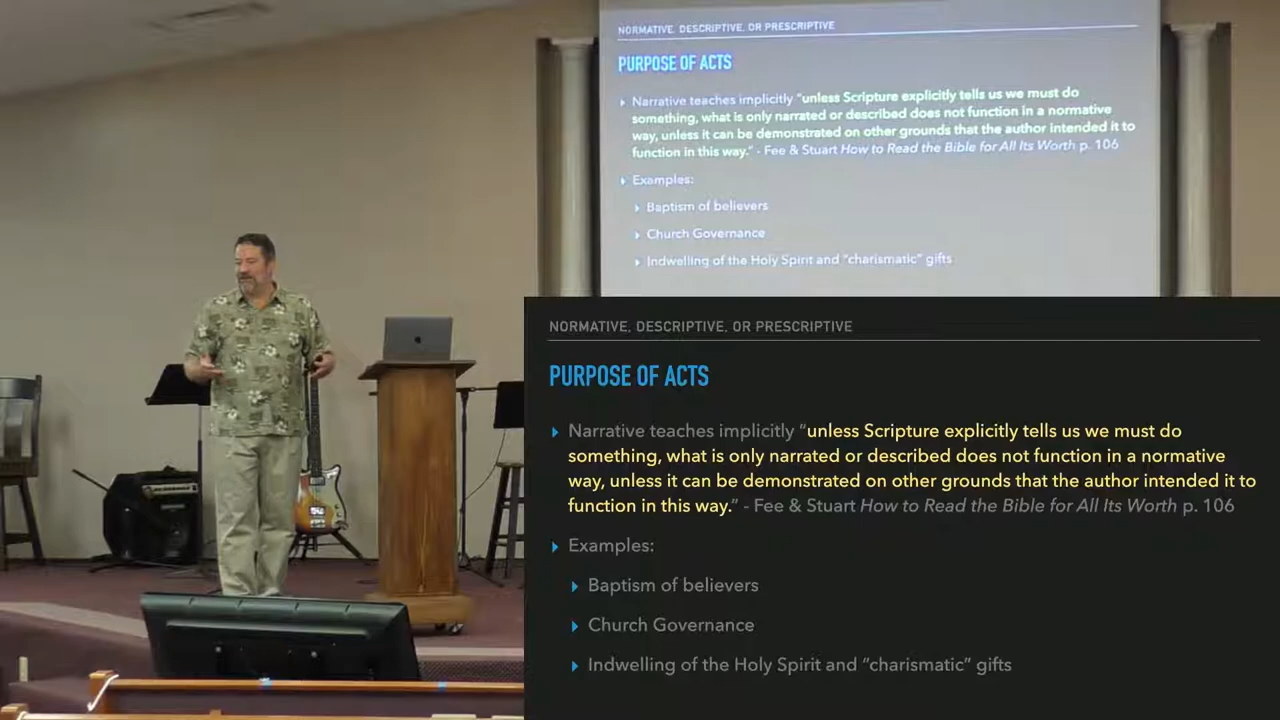 NORMATIVE, DESCRIPTIVE, OR PRESCRIPTIVE
PURPOSE OF ACTS
Narrative teaches implicitly “unless Scripture explicitly tells us we must do
something, what is only narrated or described does not function in a normative
way, unless it can be demonstrated on other grounds that the author intended it to
function in this way.” - Fee & Stuart How to Read the Bible for All Its Worth p. 106
Examples:
Baptism of believers
Church Governance
Indwelling of the Holy Spirit and “charismatic” gifts
NORMATIVE, DESCRIPTIVE, OR PRESCRIPTIVE
PURPOSE OF ACTS
Narrative teaches implicitly “unless Scripture explicitly tells us we must do
something, what is only narrated or described does not function in a normative
way, unless it can be demonstrated on other grounds that the author intended it to
function in this way.” - Fee & Stuart How to Read the Bible for All Its Worth p. 106
Examples:
Baptism of believers
Church Governance
Indwelling of the Holy Spirit and “charismatic” gifts